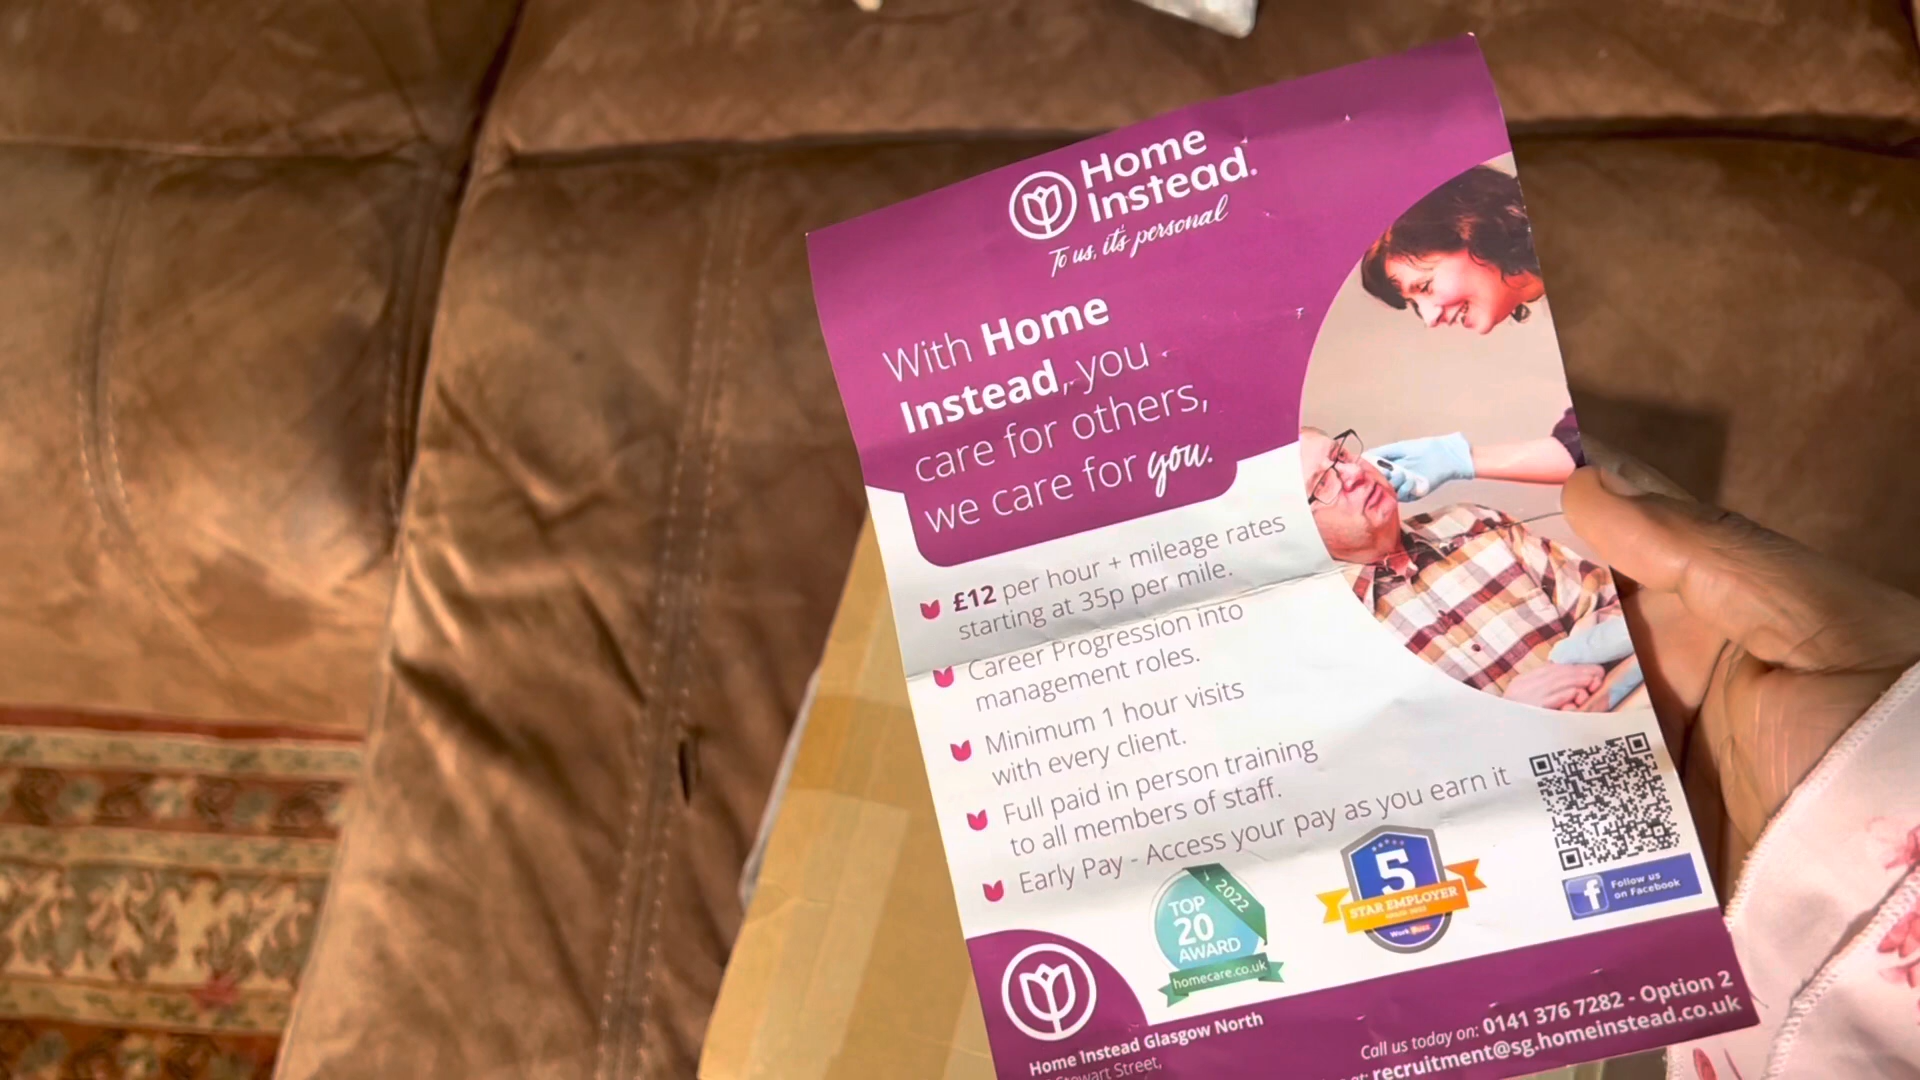 Home
Instead.
To us, it's personal
With Home
Instead, you
care for others,
we care for you.
£12 per hour + mileage rates
starting at 35p per mile.
Career Progression into
management roles.
Minimum 1 hour visits
with every client.
Full paid in person training
to all members of staff.
Early Pay - Access your pay as you earn it
2022
TOP
20
AWARD
homecare.co.uk
5
STAR EMPLOYER
Work Buzz
Follow us
on Facebook
Home Instead Glasgow North
Stewart Street,
Call us today on: 0141 376 7282 - Option 2
recruitment@sg.homeinstead.co.uk